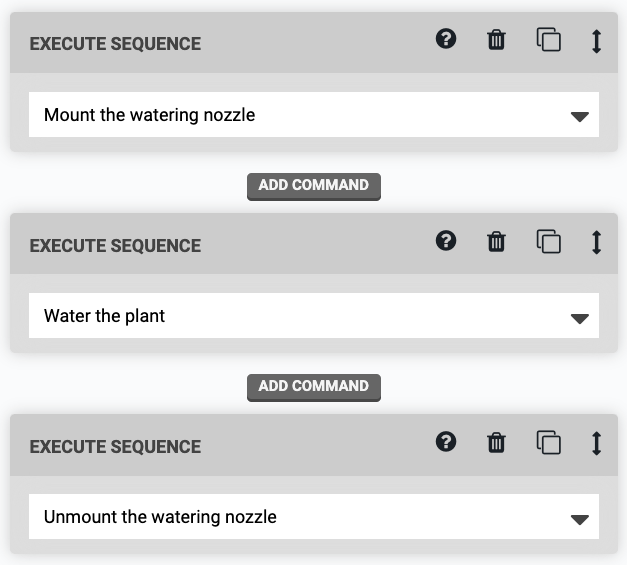 EXECUTE SEQUENCE
Mount the watering nozzle
ADD COMMAND
EXECUTE SEQUENCE
Water the plant
ADD COMMAND
EXECUTE SEQUENCE
Unmount the watering nozzle